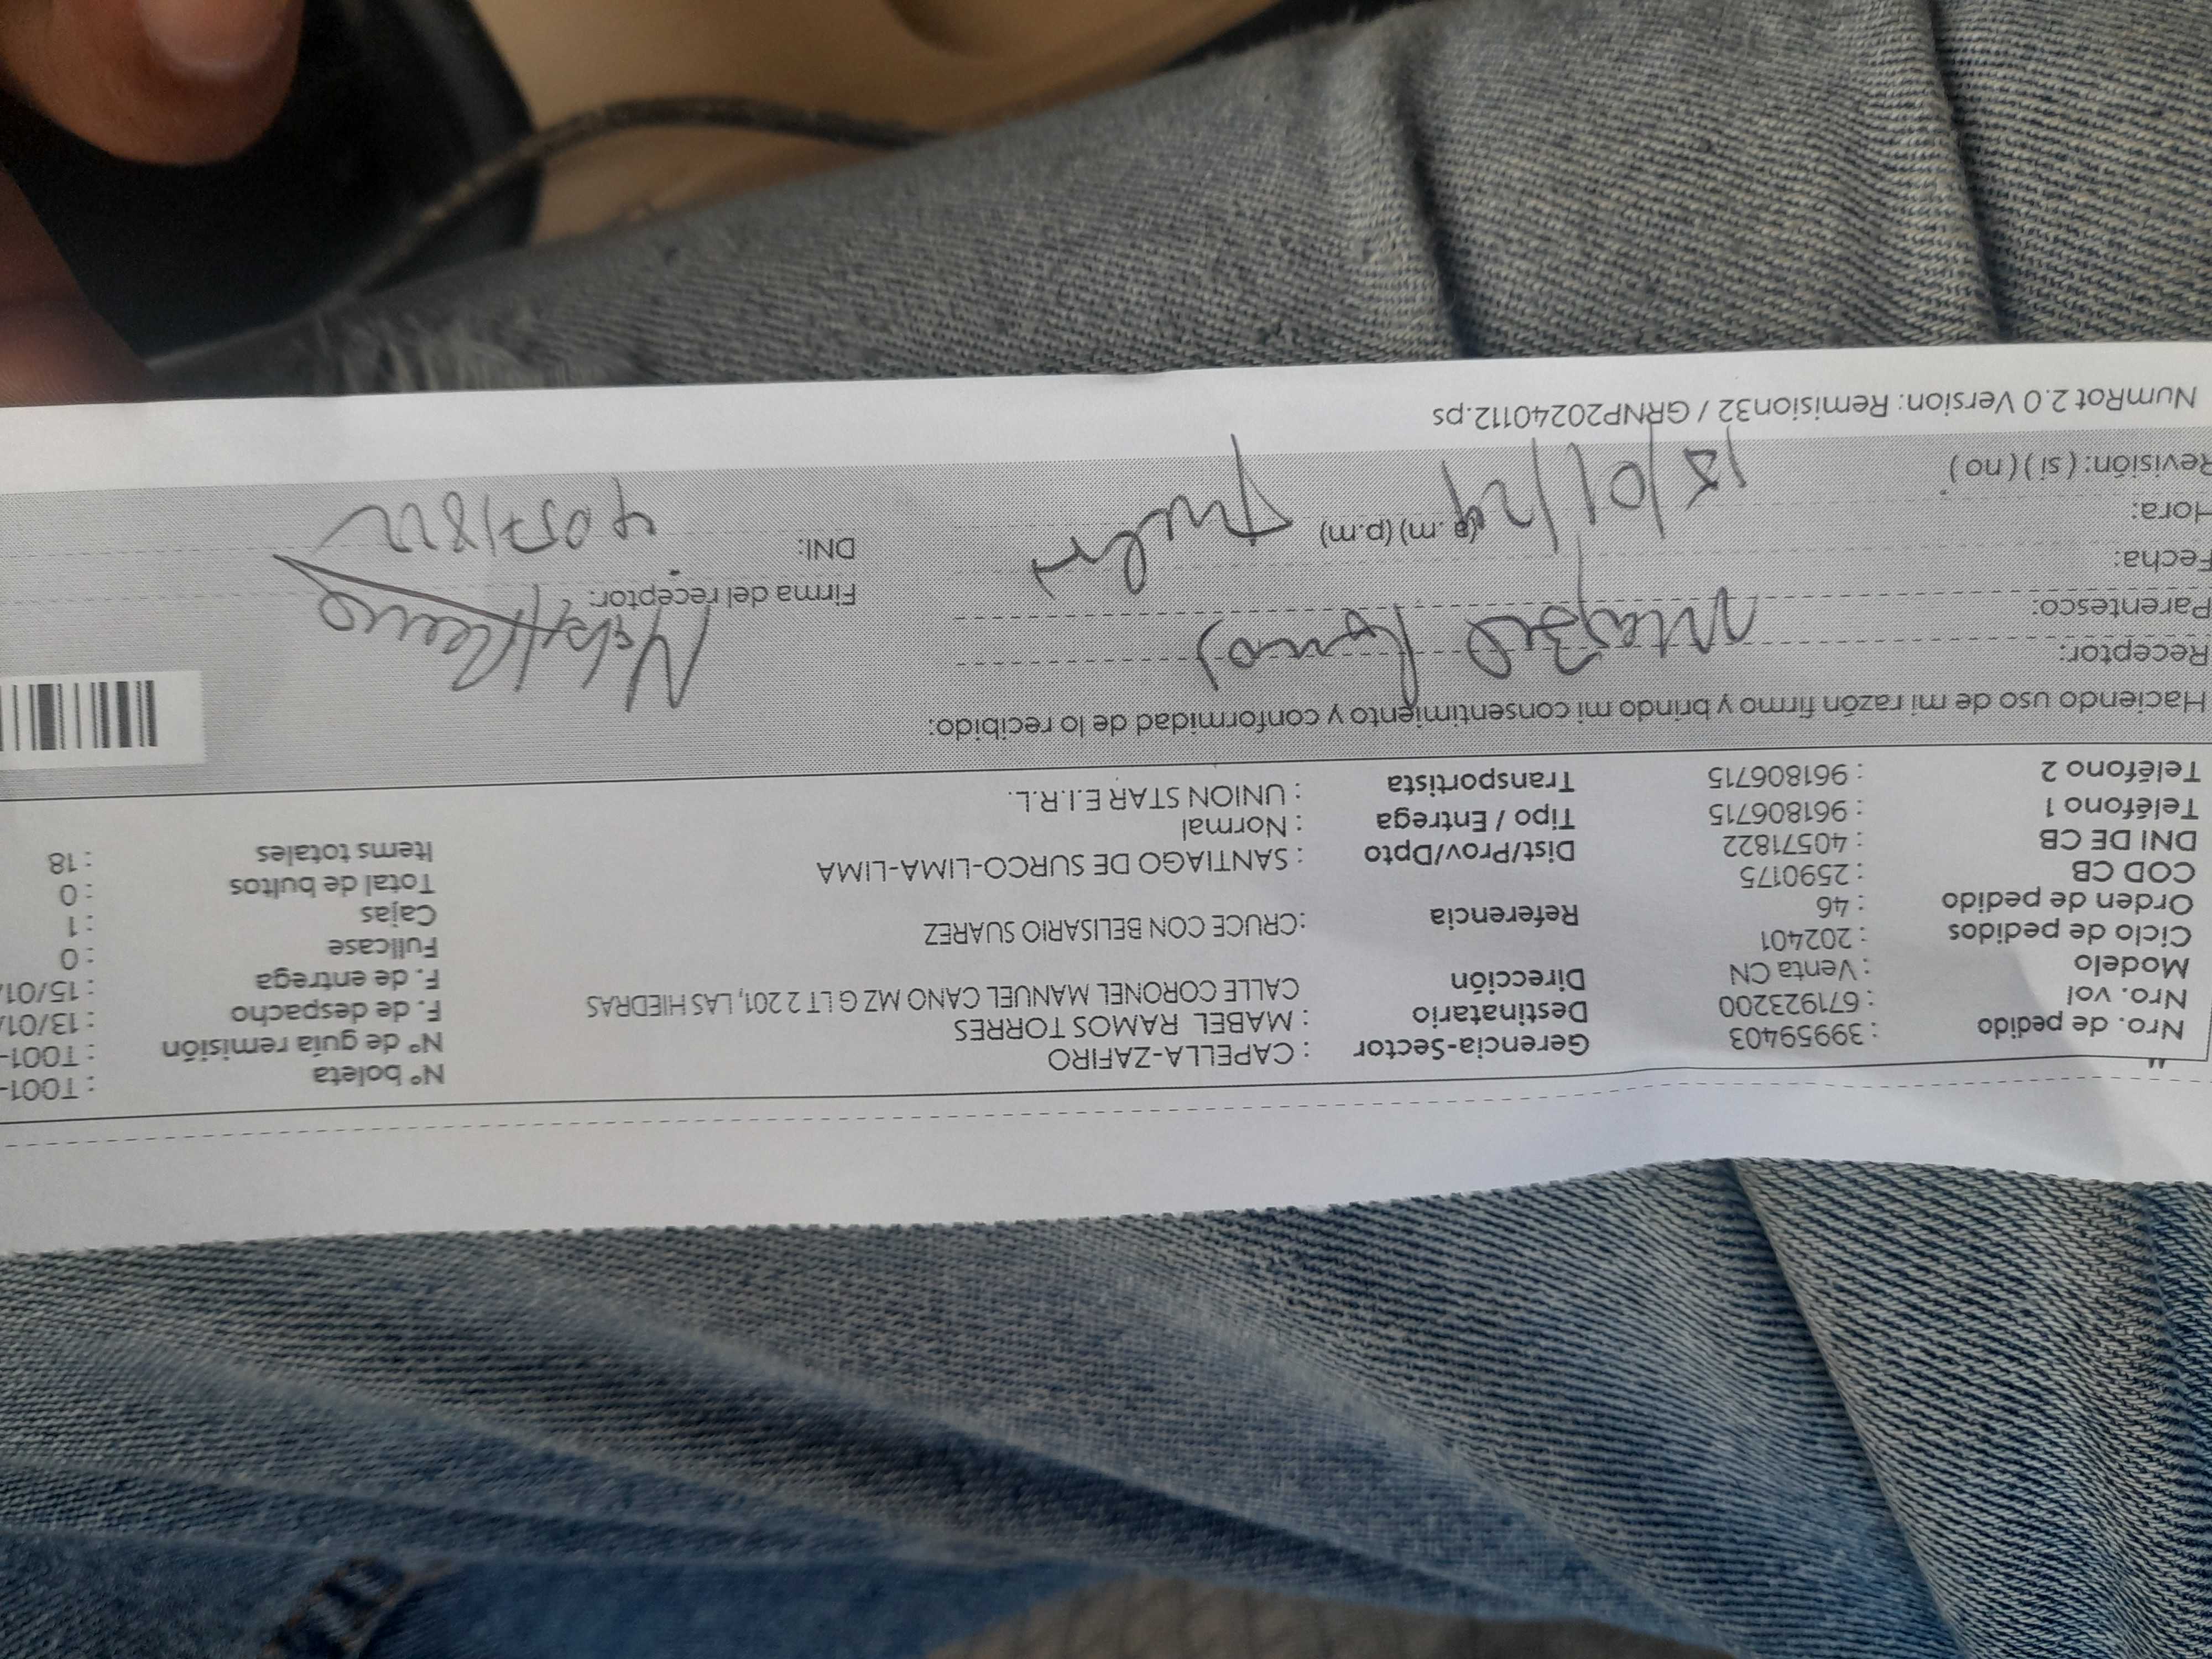 Nro. de pedido : 39959403 Gerencia-Sector : CAPELLA-ZAFIRO N° boleta : T001-
Nro. vol : 671923200 Destinatario : MABEL RAMOS TORRES N° de guía remisión : T001-
Modelo : Venta CN Dirección CALLE CORONEL MANUEL CANO MZ G LT 2 201, LAS HIEDRAS F. de despacho : 13/01/
Ciclo de pedidos : 202401 F. de entrega : 15/01/
Orden de pedido : 46 Referencia : CRUCE CON BELISARIO SUAREZ Fullcase : 0
COD CB : 2590175 Cajas : 1
DNI DE CB : 40571822 Dist/Prov/Dpto : SANTIAGO DE SURCO-LIMA-LIMA Total de bultos : 0
Teléfono 1 : 961806715 Tipo / Entrega : Normal Items totales : 18
Teléfono 2 : 961806715 Transportista : UNION STAR E.I.R.L.
Haciendo uso de mi razón firmo y brindo mi consentimiento y conformidad de lo recibido:
Receptor: Mabel Ramos
Parentesco: Firma del receptor:
Fecha: DNI: 40571822
Hora: 15/01/24 (a.m) (p.m)
Revisión: ( si ) ( no )
NumRot 2.0 Version: Remision32 / GRNP20240112.ps